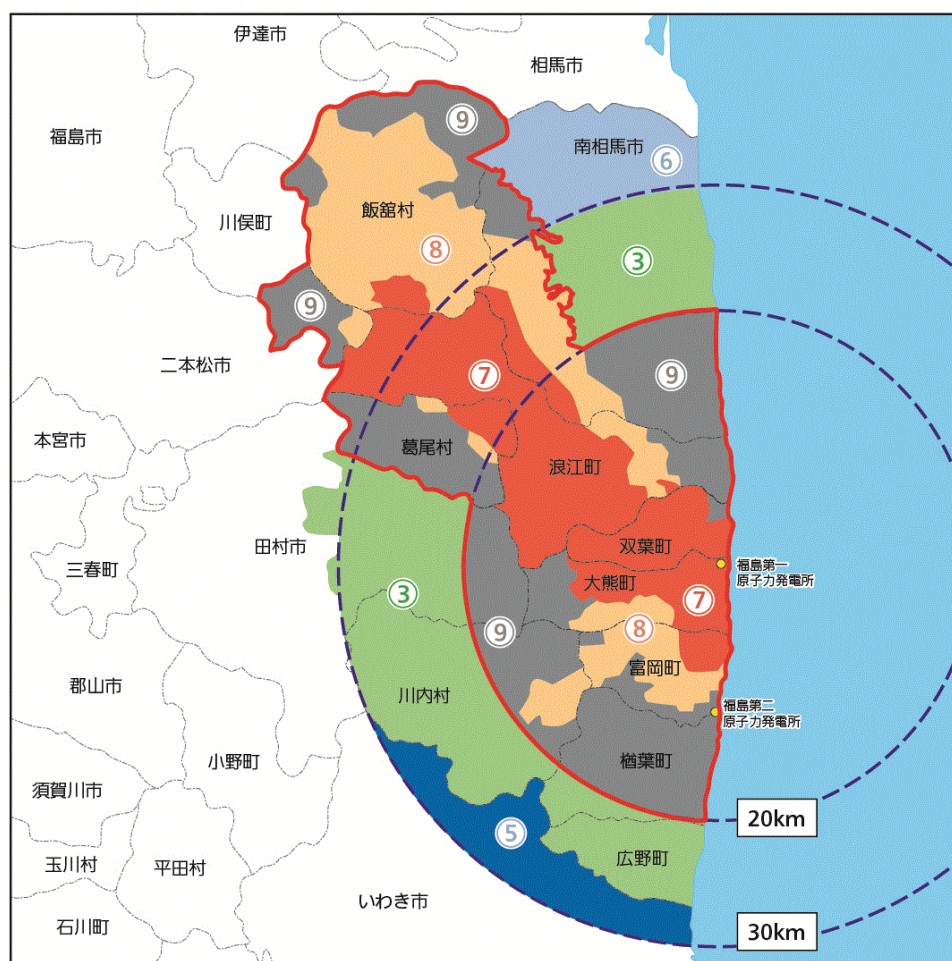 伊達市
相馬市
福島市
⑨
南相馬市
⑥
川俣町
飯舘村
⑧
③
⑨
二本松市
⑦
⑨
本宮市
葛尾村
浪江町
田村市
双葉町
福島第一
原子力発電所
三春町
大熊町
③
⑦
⑨
⑧
郡山市
川内村
富岡町
福島第二
原子力発電所
小野町
楢葉町
須賀川市
20km
⑤
玉川村
平田村
広野町
いわき市
石川町
30km